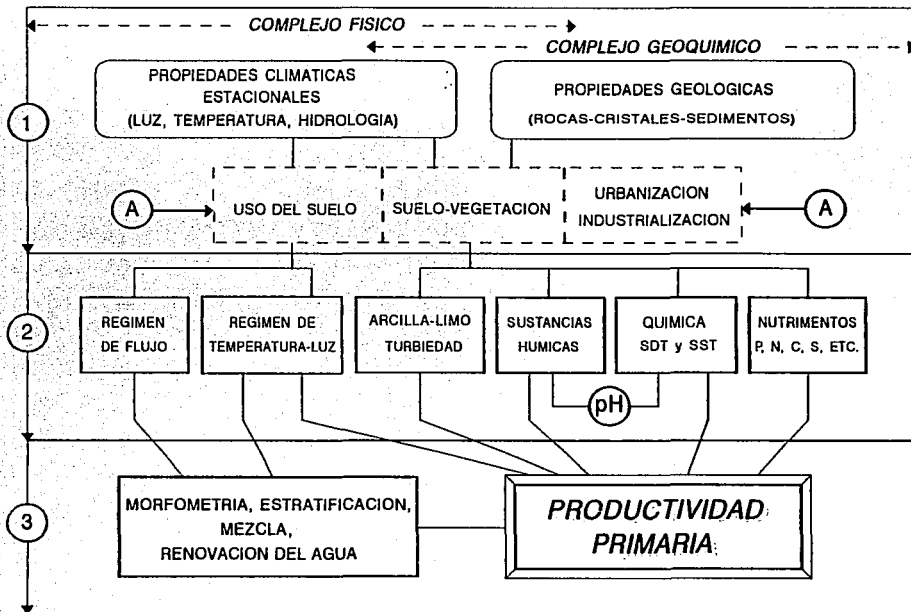 COMPLEJO FISICO
COMPLEJO GEOQUIMICO
PROPIEDADES CLIMATICAS
ESTACIONALES
(LUZ, TEMPERATURA, HIDROLOGIA)
PROPIEDADES GEOLOGICAS
(ROCAS-CRISTALES-SEDIMENTOS)
1
A
USO DEL SUELO
SUELO-VEGETACION
URBANIZACION
INDUSTRIALIZACION
A
2
REGIMEN
DE FLUJO
REGIMEN DE
TEMPERATURA-LUZ
ARCILLA-LIMO
TURBIEDAD
SUSTANCIAS
HUMICAS
QUIMICA
SDT y SST
NUTRIMENTOS
P, N, C, S, ETC.
pH
3
MORFOMETRIA, ESTRATIFICACION,
MEZCLA,
RENOVACION DEL AGUA
PRODUCTIVIDAD
PRIMARIA